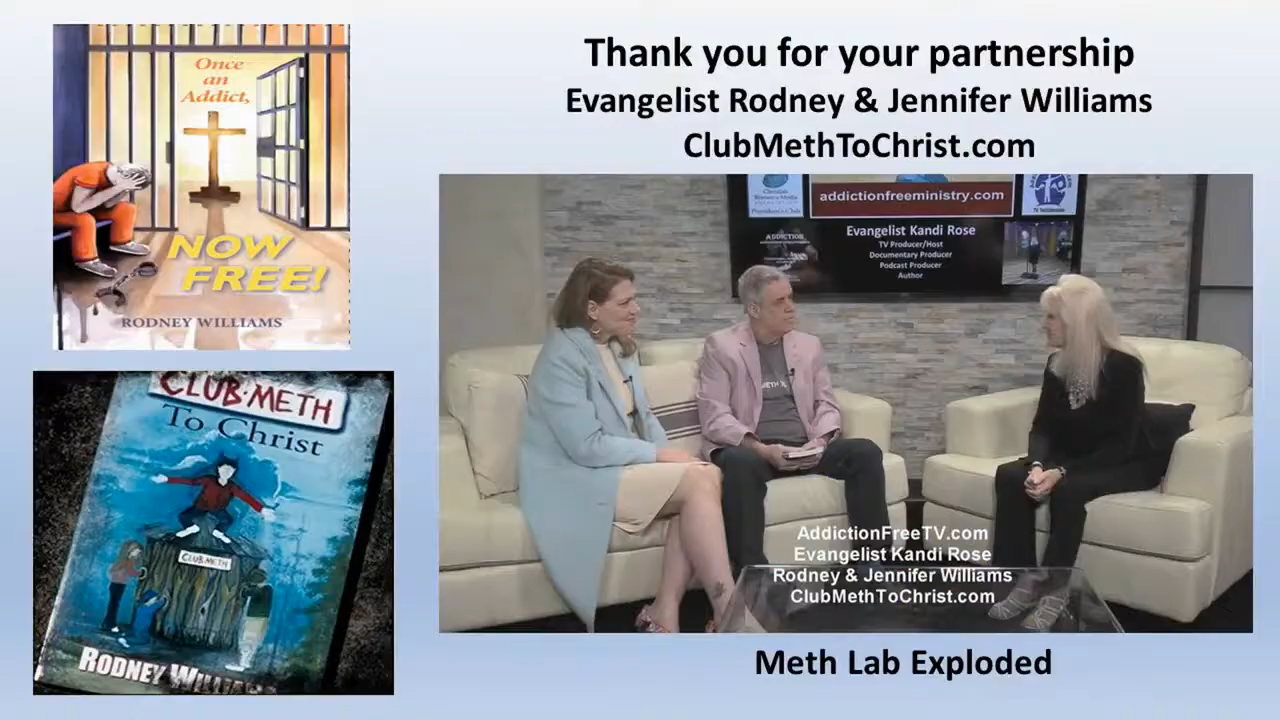 Once
an
Addict,
NOW
FREE!
RODNEY WILLIAMS
CLUB·METH
To Christ
CLUB·METH
RODNEY WILLIAMS
Thank you for your partnership
Evangelist Rodney & Jennifer Williams
ClubMethToChrist.com
addictionfreeministry.com
Evangelist Kandi Rose
TV Producer/Host
Documentary Producer
Podcast Producer
Author
ADDICTION
AddictionFreeTV.com
Evangelist Kandi Rose
Rodney & Jennifer Williams
ClubMethToChrist.com
Meth Lab Exploded